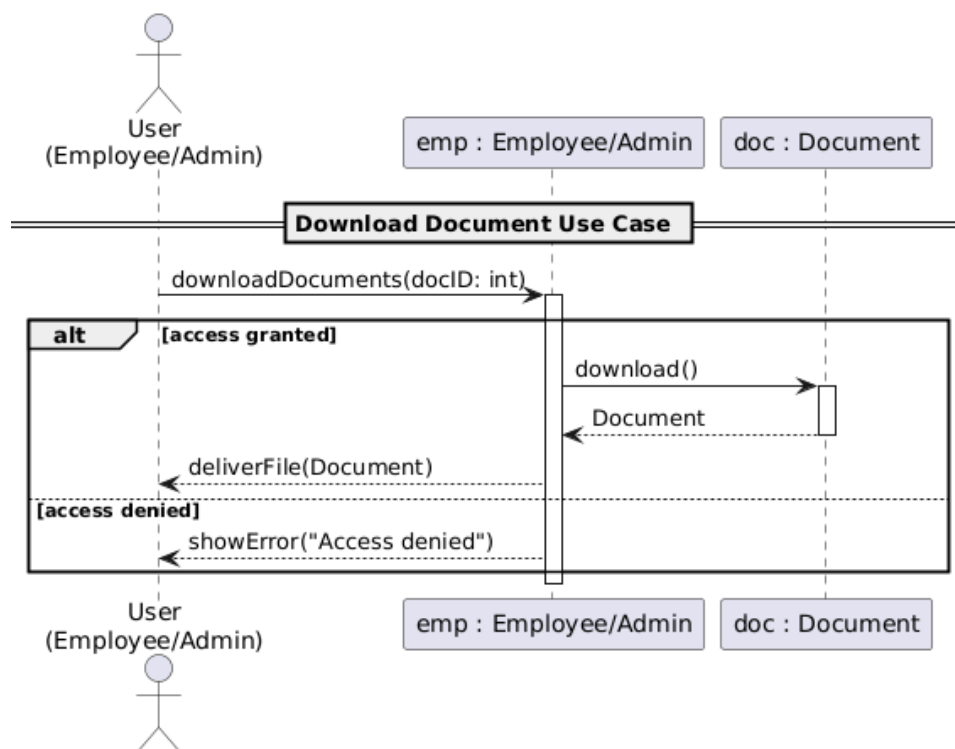 User
(Employee/Admin)
emp : Employee/Admin
doc : Document
Download Document Use Case
downloadDocuments(docID: int)
alt
[access granted]
download()
Document
deliverFile(Document)
[access denied]
showError("Access denied")
User
(Employee/Admin)
emp : Employee/Admin
doc : Document